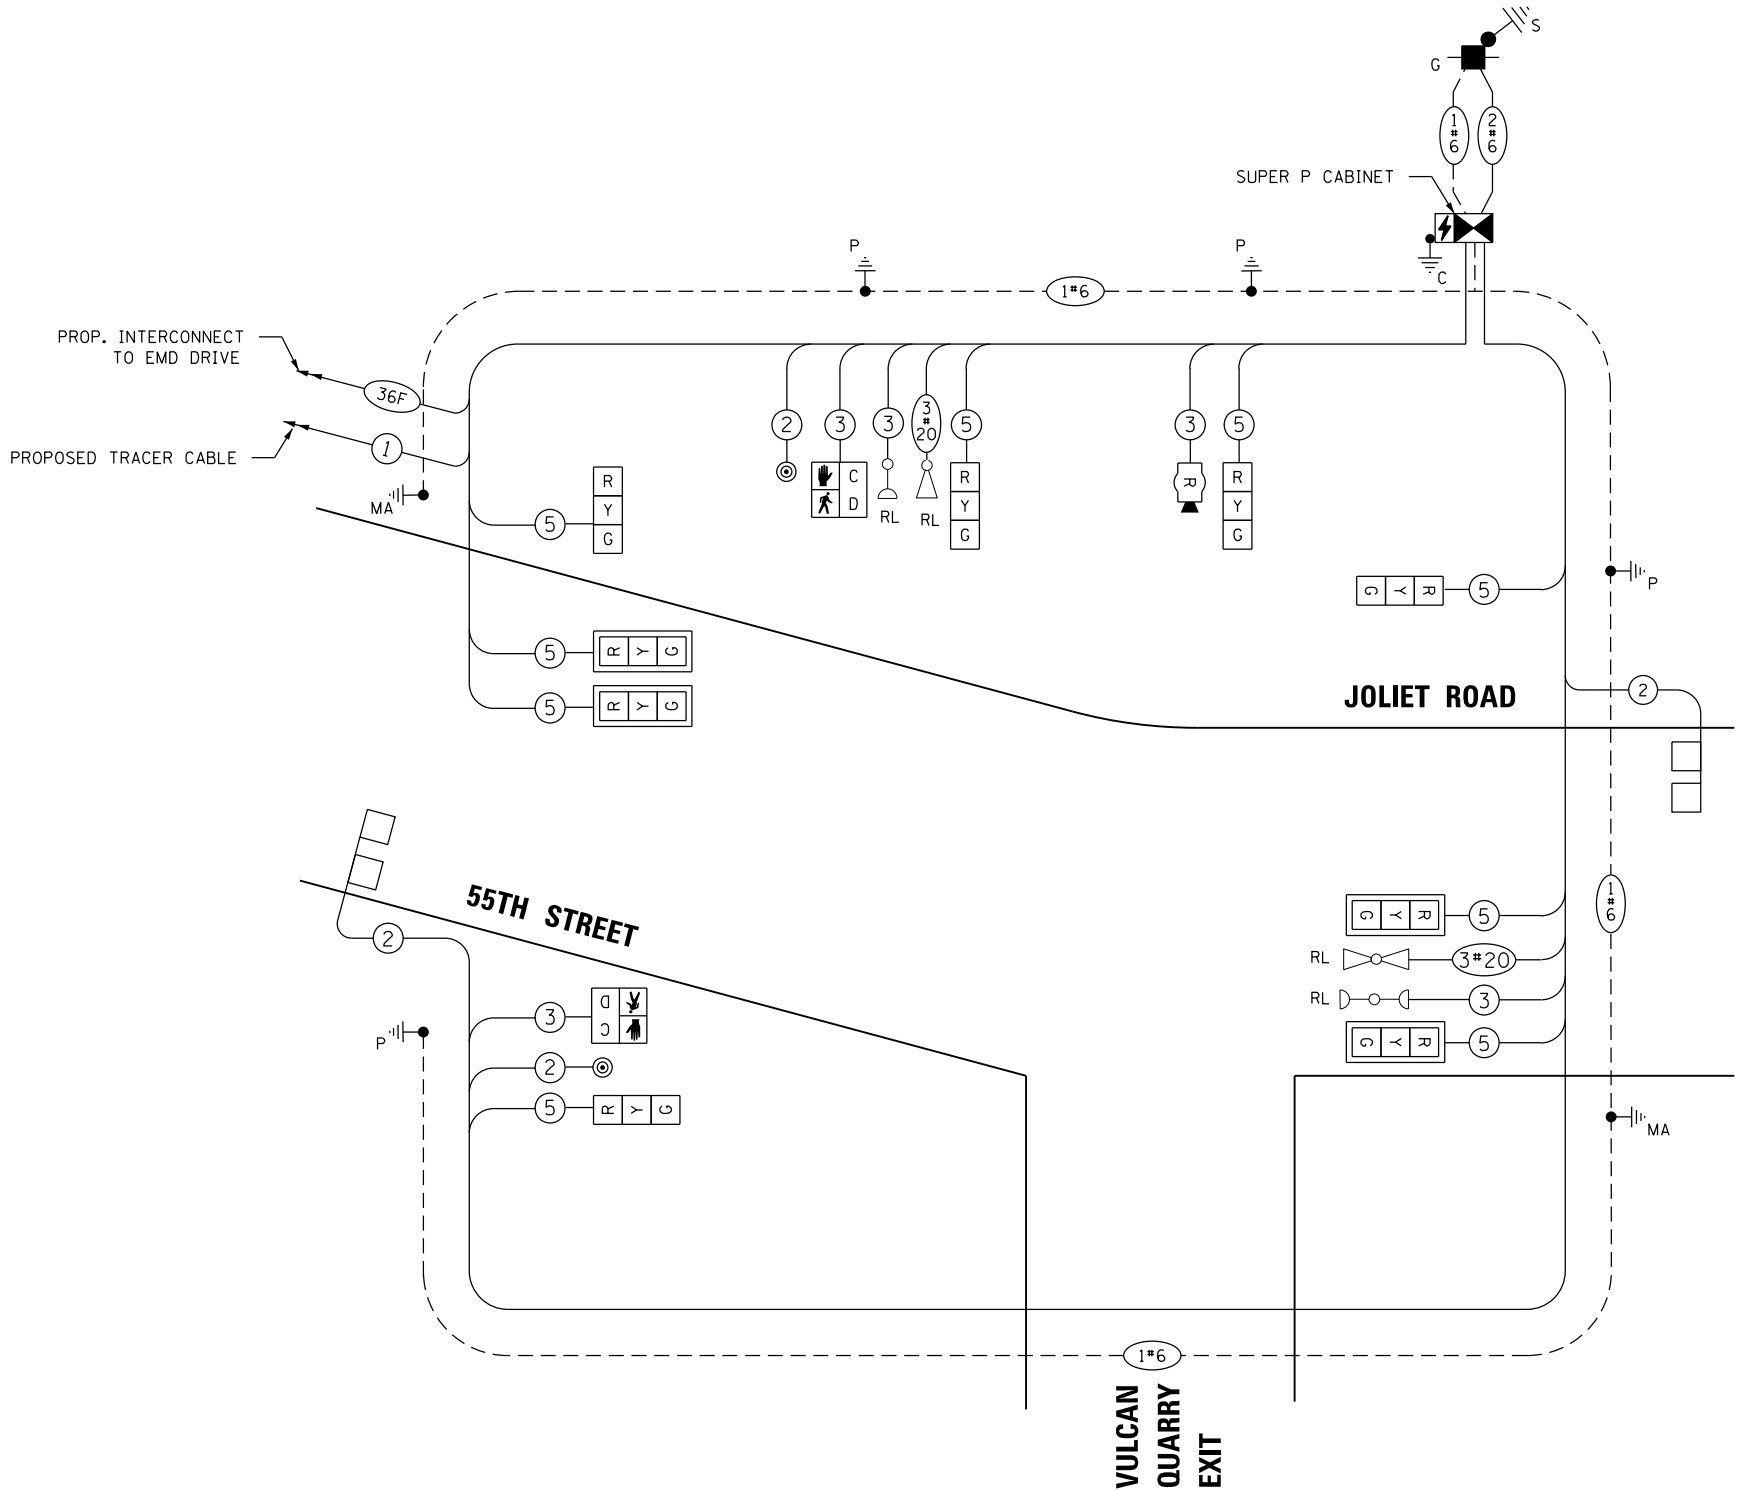 S
G
1#6
2#6
SUPER P CABINET
P
P
C
1#6
PROP. INTERCONNECT
TO EMD DRIVE
36F
1
PROPOSED TRACER CABLE
MA
2
3
3
3#20
5
3
5
C
D
RL
RL
R
Y
G
R
R
Y
G
5
R
Y
G
G Y R
5
P
5
R Y G
5
R Y G
2
JOLIET ROAD
55TH STREET
2
1#6
G Y R
5
RL
3#20
RL
3
G Y R
5
3
D
C
P
2
5
R Y G
MA
1#6
VULCAN
QUARRY
EXIT